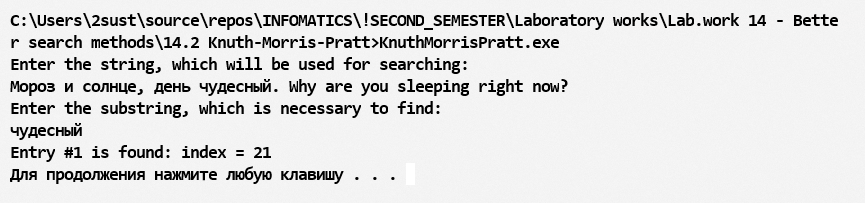 C:\Users\2sust\source\repos\INFOMATICS\!SECOND_SEMESTER\Laboratory works\Lab.work 14 - Bette
r search methods\14.2 Knuth-Morris-Pratt>KnuthMorrisPratt.exe
Enter the string, which will be used for searching:
Мороз и солнце, день чудесный. Why are you sleeping right now?
Enter the substring, which is necessary to find:
чудесный
Entry #1 is found: index = 21
Для продолжения нажмите любую клавишу . . .